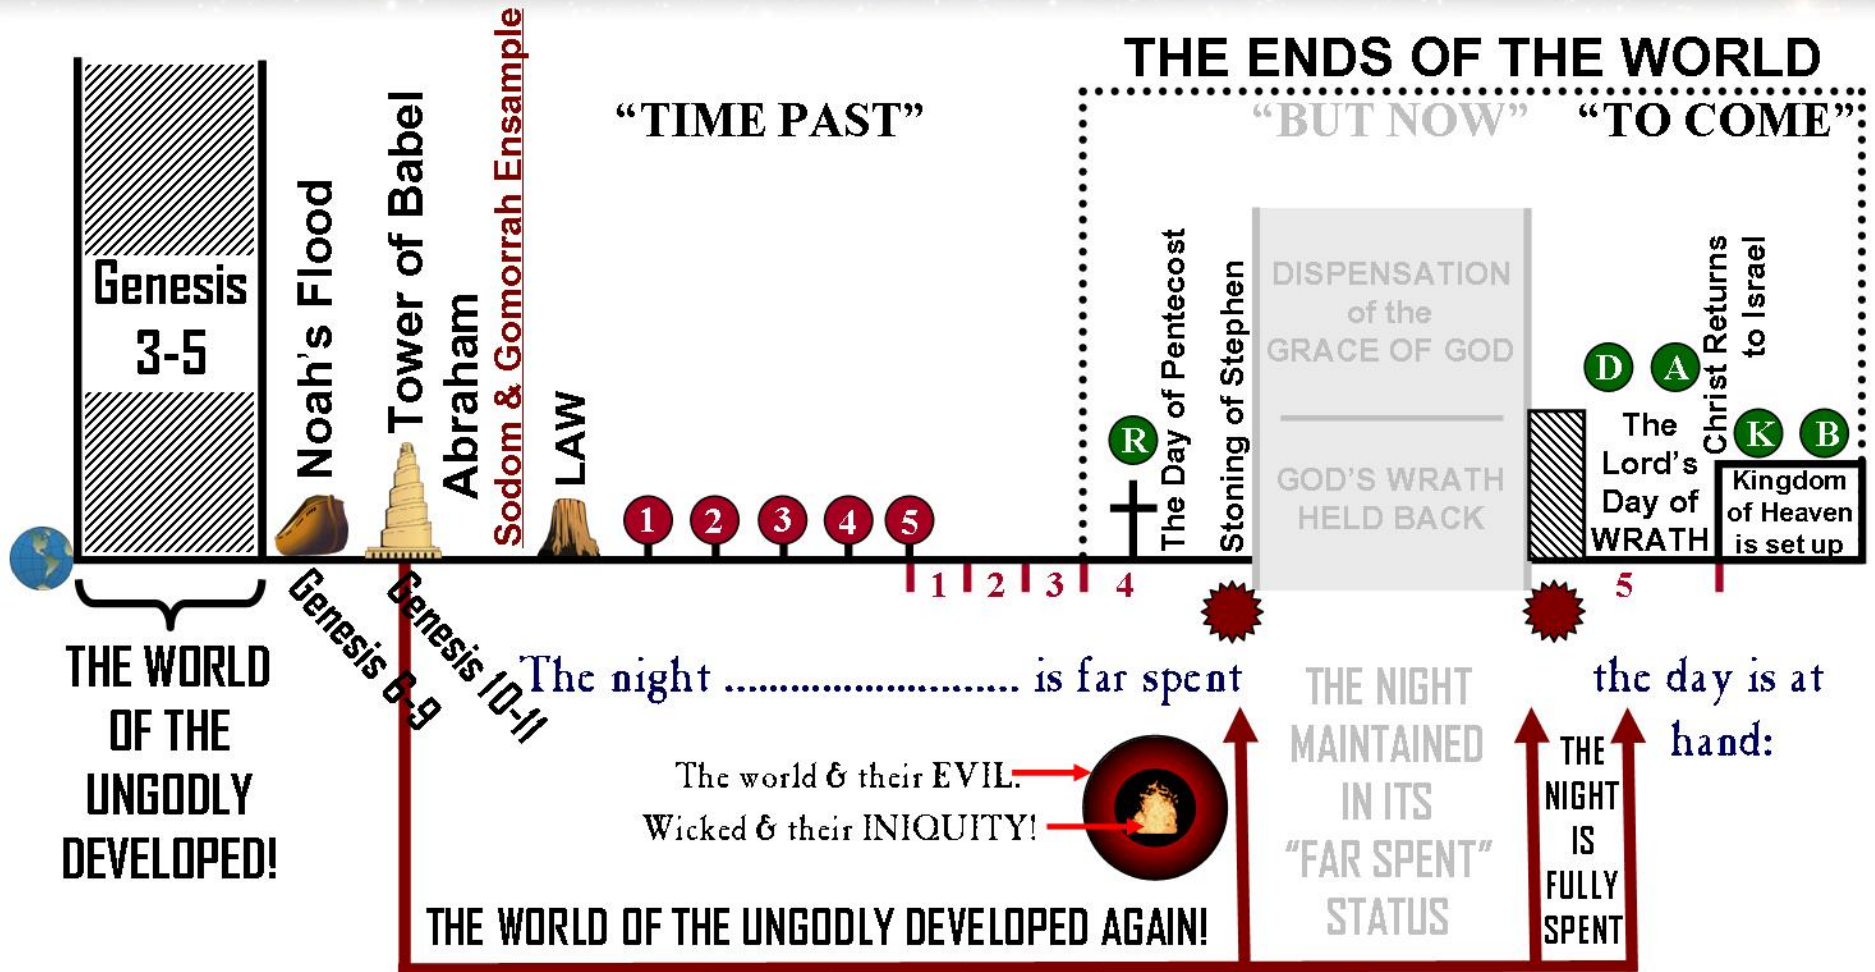 THE ENDS OF THE WORLD
“TIME PAST”
“BUT NOW”
“TO COME”
Genesis
3-5
Noah's Flood
Tower of Babel
Abraham
Sodom & Gomorrah Ensample
LAW
1
2
3
4
5
R
The Day of Pentecost
Stoning of Stephen
DISPENSATION
of the
GRACE OF GOD
GOD'S WRATH
HELD BACK
D
A
The
Lord's
Day of
WRATH
Christ Returns
to Israel
K
B
Kingdom
of Heaven
is set up
1
2
3
4
5
Genesis 6-9
Genesis 10-11
THE WORLD
OF THE
UNGODLY
DEVELOPED!
The night ........................... is far spent
THE NIGHT
MAINTAINED
IN ITS
“FAR SPENT”
STATUS
the day is at
hand:
THE
NIGHT
IS
FULLY
SPENT
The world & their EVIL.
Wicked & their INIQUITY!
THE WORLD OF THE UNGODLY DEVELOPED AGAIN!